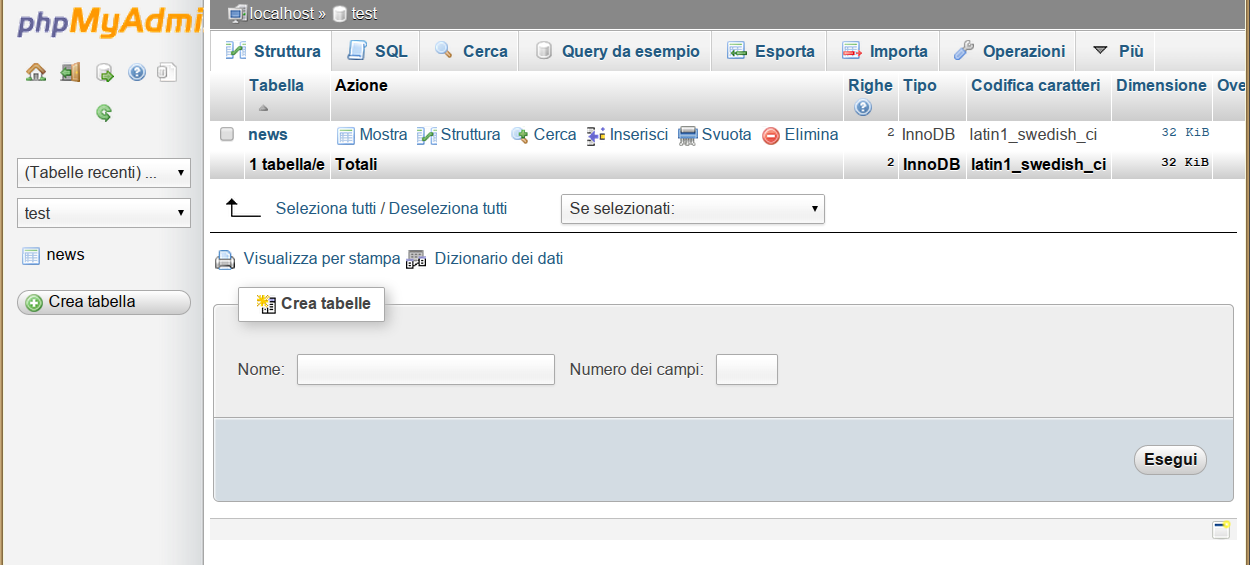 phpMyAdmi
localhost » test
Struttura SQL Cerca Query da esempio Esporta Importa Operazioni Più
Tabella Azione Righe Tipo Codifica caratteri Dimensione Ove
news Mostra Struttura Cerca Inserisci Svuota Elimina 2 InnoDB latin1_swedish_ci 32 KiB
1 tabella/e Totali 2 InnoDB latin1_swedish_ci 32 KiB
(Tabelle recenti) ...
test
news
Crea tabella
Seleziona tutti / Deseleziona tutti Se selezionati:
Visualizza per stampa Dizionario dei dati
Crea tabelle
Nome: Numero dei campi:
Esegui